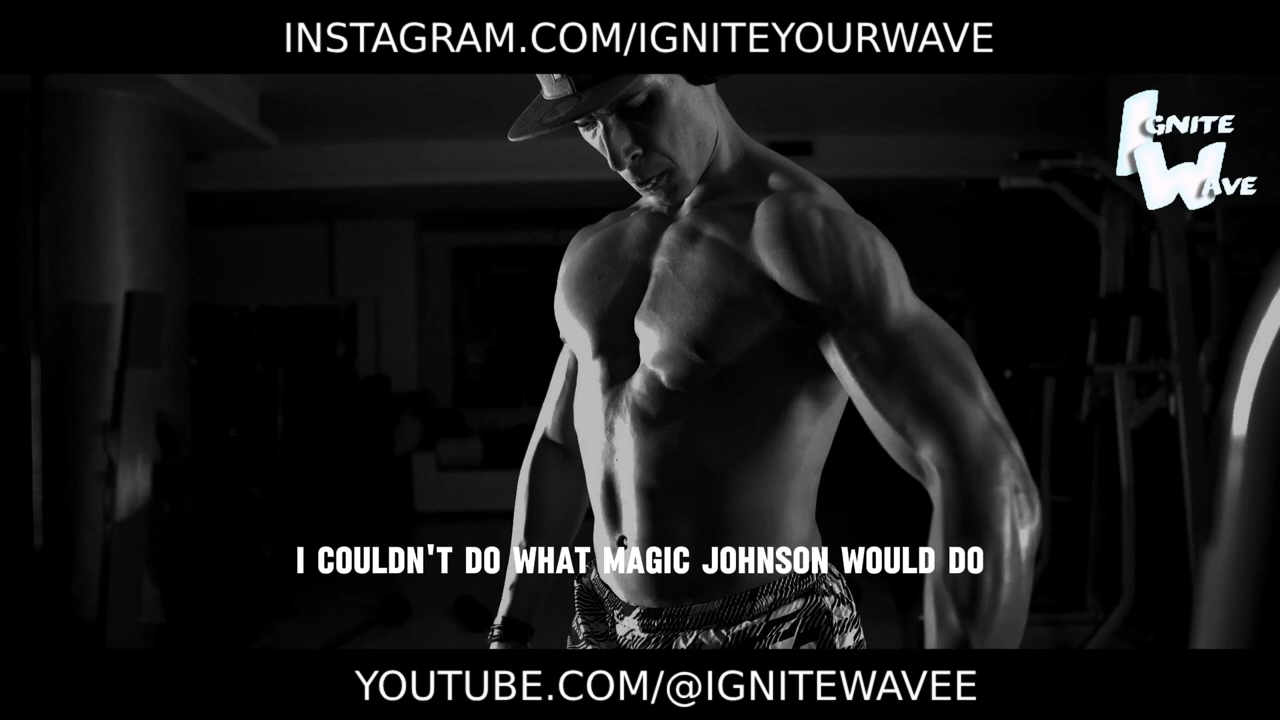 INSTAGRAM.COM/IGNITEYOURWAVE
IGNITE
WAVE
I COULDN'T DO WHAT MAGIC JOHNSON WOULD DO
YOUTUBE.COM/@IGNITEWAVEE